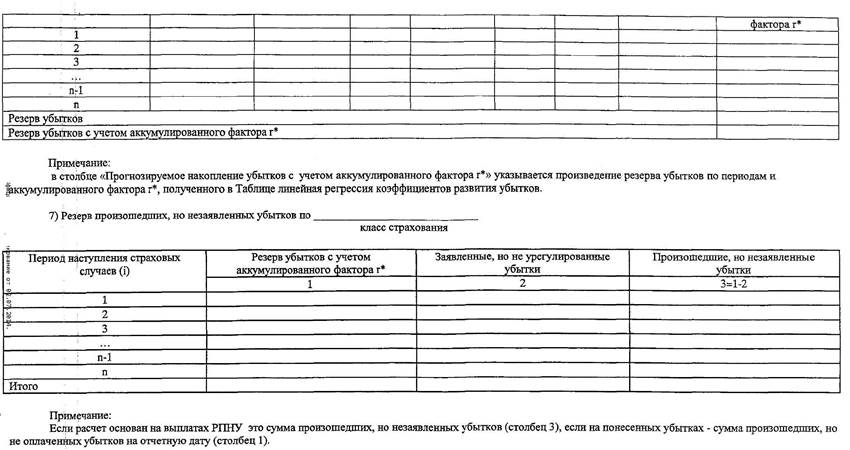 фактора r*
1
2
3
...
n-1
n
Резерв убытков
Резерв убытков с учетом аккумулированного фактора r*
Примечание:
в столбце «Прогнозируемое накопление убытков с учетом аккумулированного фактора r*» указывается произведение резерва убытков по периодам и
аккумулированного фактора r*, полученного в Таблице линейная регрессия коэффициентов развития убытков.
7) Резерв произошедших, но незаявленных убытков по ____________________
класс страхования
Период наступления страховых случаев (i) Резерв убытков с учетом аккумулированного фактора r* Заявленные, но не урегулированные убытки Произошедшие, но незаявленные убытки
1 2 3=1-2
1
2
3
...
n-1
n
Итого
Примечание:
Если расчет основан на выплатах РПНУ это сумма произошедших, но незаявленных убытков (столбец 3), если на понесенных убытках - сумма произошедших, но
не оплаченных убытков на отчетную дату (столбец 1).